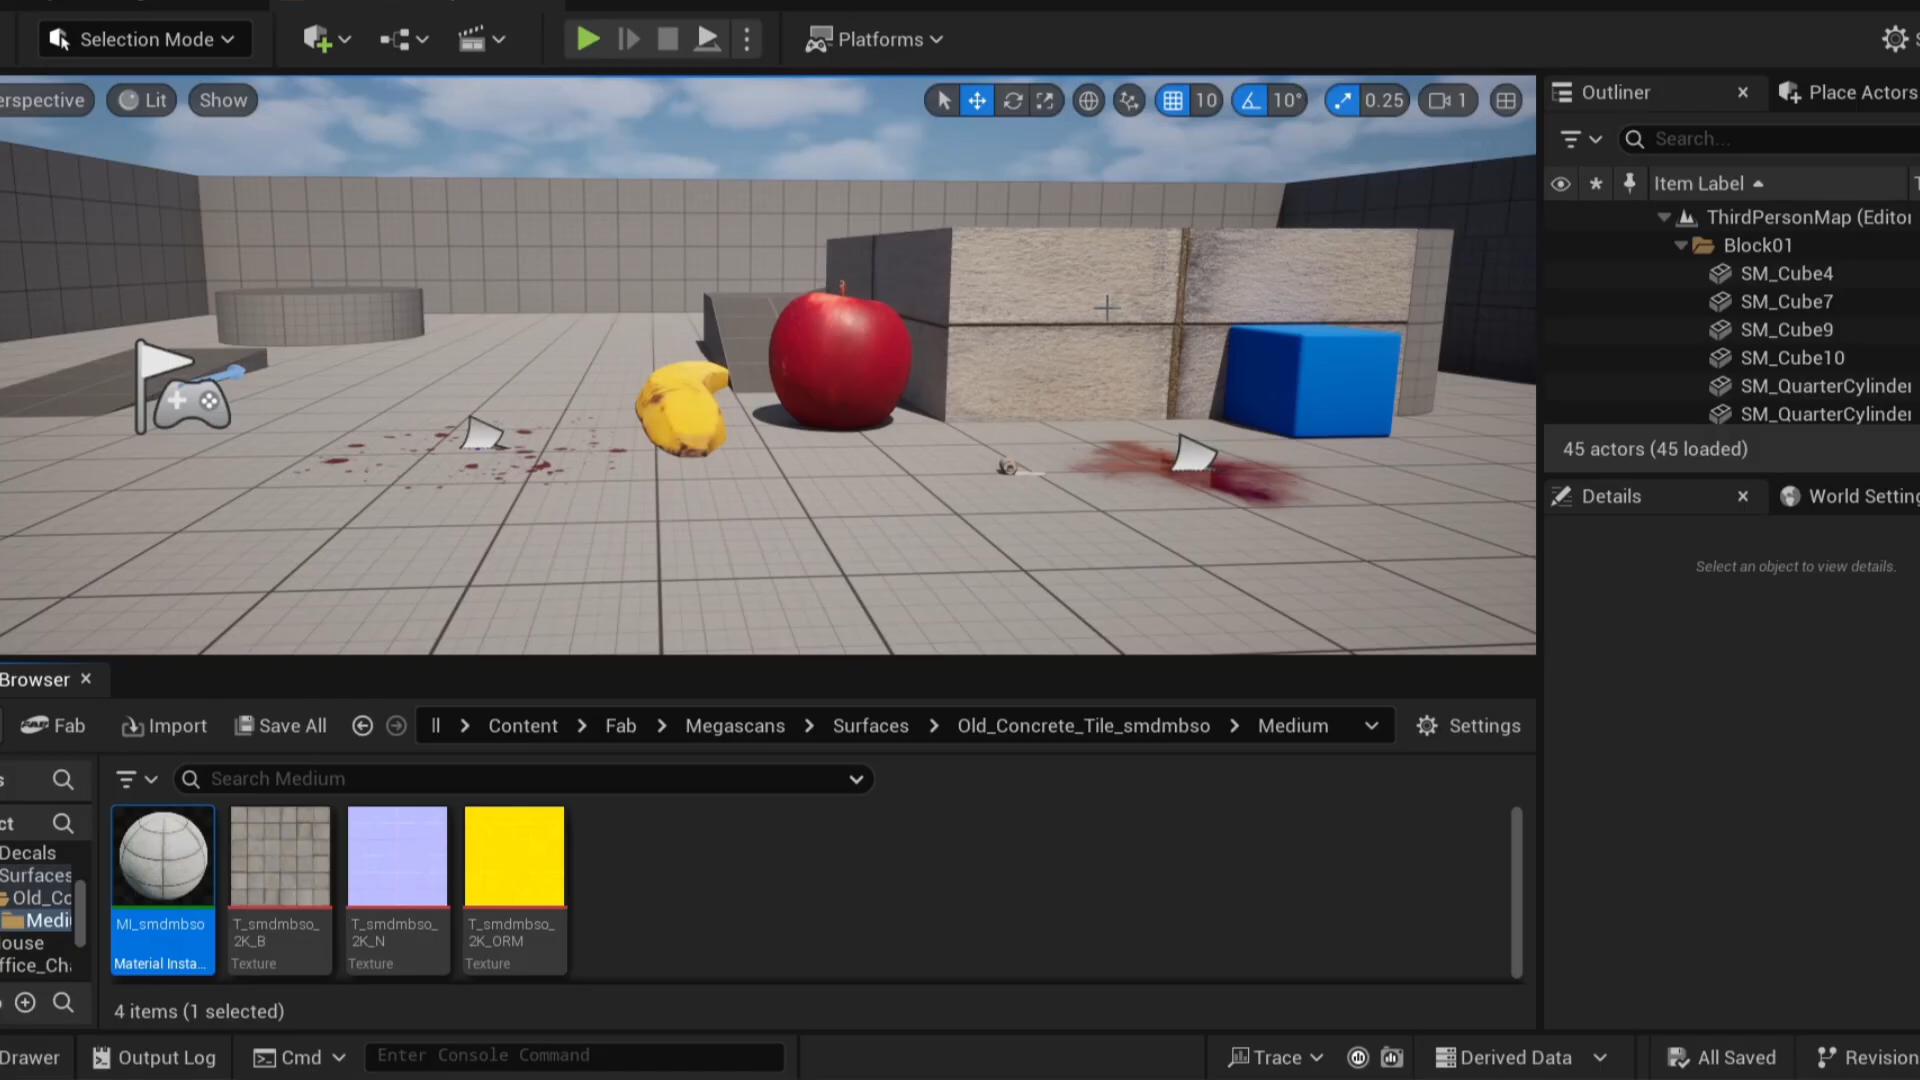 Selection Mode
Platforms
erspective
Lit
Show
10
10°
0.25
1
Outliner
Place Actors
Search...
Item Label
ThirdPersonMap (Editor
Block01
SM_Cube4
SM_Cube7
SM_Cube9
SM_Cube10
SM_QuarterCylinder
SM_QuarterCylinder
45 actors (45 loaded)
Details
World Setting
Select an object to view details.
Browser
Fab
Import
Save All
ll > Content > Fab > Megascans > Surfaces > Old_Concrete_Tile_smdmbso > Medium
Settings
Search Medium
ct
Decals
Surfaces
Old_Co
Mediu
ouse
ffice_Cha
MI_smdmbso
Material Insta...
T_smdmbso_
2K_B
Texture
T_smdmbso_
2K_N
Texture
T_smdmbso_
2K_ORM
Texture
4 items (1 selected)
Drawer
Output Log
Cmd
Enter Console Command
Trace
Derived Data
All Saved
Revision